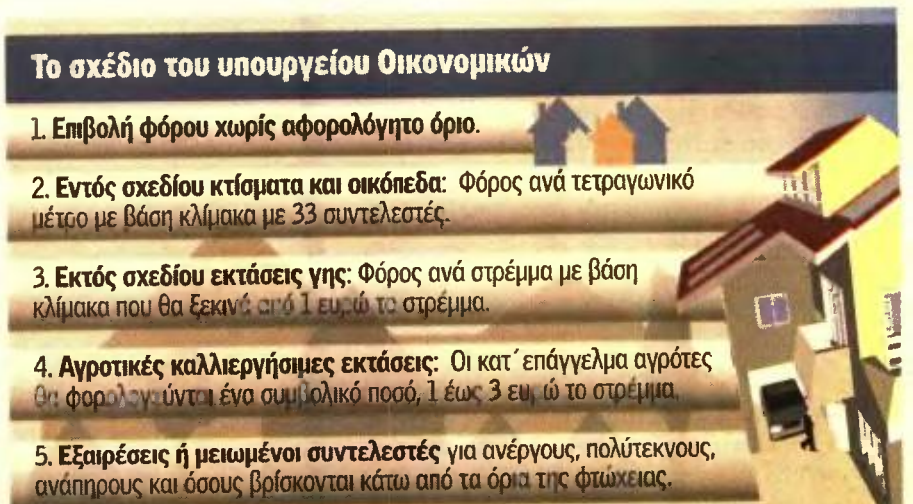 Το σχέδιο του υπουργείου Οικονομικών
1. Επιβολή φόρου χωρίς αφορολόγητο όριο.
2. Εντός σχεδίου κτίσματα και οικόπεδα: Φόρος ανά τετραγωνικό
μέτρο με βάση κλίμακα με 33 συντελεστές.
3. Εκτός σχεδίου εκτάσεις γης: Φόρος ανά στρέμμα με βάση
κλίμακα που θα ξεκινά από 1 ευρώ το στρέμμα.
4. Αγροτικές καλλιεργήσιμες εκτάσεις: Οι κατ΄ επάγγελμα αγρότες
θα φορολογούνται ένα συμβολικό ποσό, 1 έως 3 ευρώ το στρέμμα.
5. Εξαιρέσεις ή μειωμένοι συντελεστές για ανέργους, πολύτεκνους,
ανάπηρους και όσους βρίσκονται κάτω από τα όρια της φτώχειας.